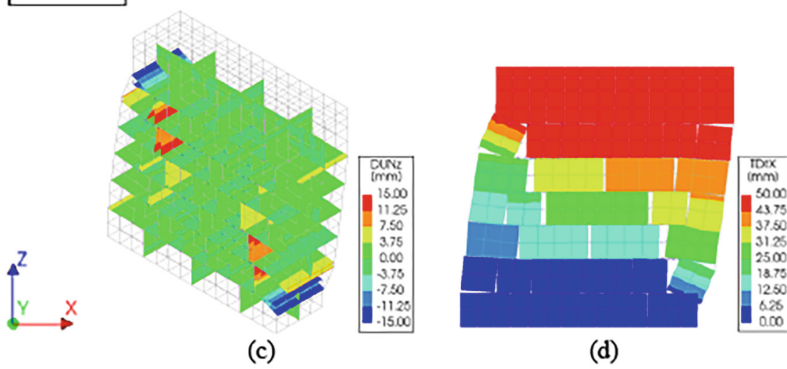 DUNz
(mm)
15.00
11.25
7.50
3.75
0.00
-3.75
-7.50
-11.25
-15.00
Z
Y
X
(c)
TDtX
(mm)
50.00
43.75
37.50
31.25
25.00
18.75
12.50
6.25
0.00
(d)